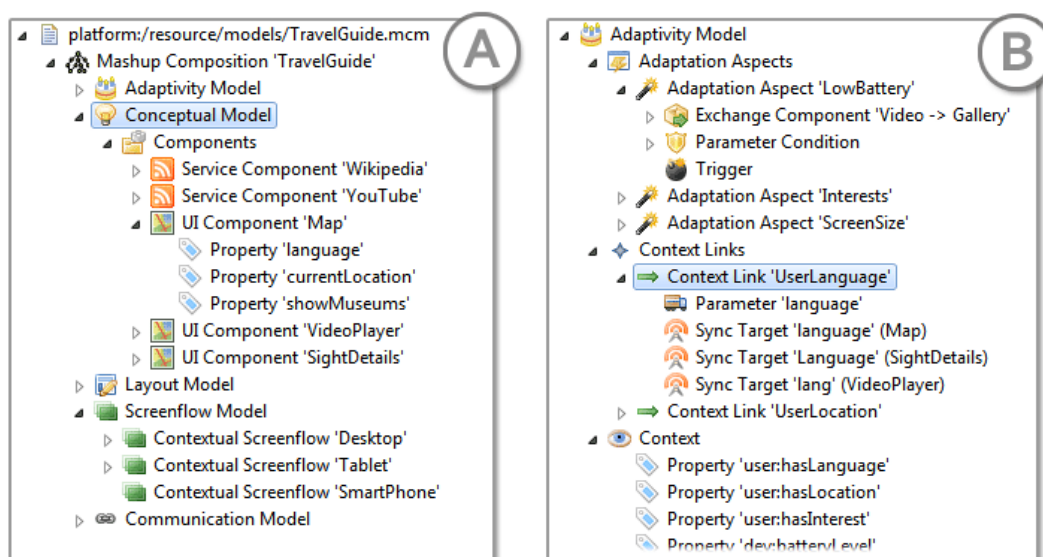 platform:/resource/models/TravelGuide.mcm
Mashup Composition 'TravelGuide'
Adaptivity Model
Conceptual Model
Components
Service Component 'Wikipedia'
Service Component 'YouTube'
UI Component 'Map'
Property 'language'
Property 'currentLocation'
Property 'showMuseums'
UI Component 'VideoPlayer'
UI Component 'SightDetails'
Layout Model
Screenflow Model
Contextual Screenflow 'Desktop'
Contextual Screenflow 'Tablet'
Contextual Screenflow 'SmartPhone'
Communication Model
A
Adaptivity Model
Adaptation Aspects
Adaptation Aspect 'LowBattery'
Exchange Component 'Video -> Gallery'
Parameter Condition
Trigger
Adaptation Aspect 'Interests'
Adaptation Aspect 'ScreenSize'
Context Links
Context Link 'UserLanguage'
Parameter 'language'
Sync Target 'language' (Map)
Sync Target 'Language' (SightDetails)
Sync Target 'lang' (VideoPlayer)
Context Link 'UserLocation'
Context
Property 'user:hasLanguage'
Property 'user:hasLocation'
Property 'user:hasInterest'
Property 'dev:batteryLevel'
B